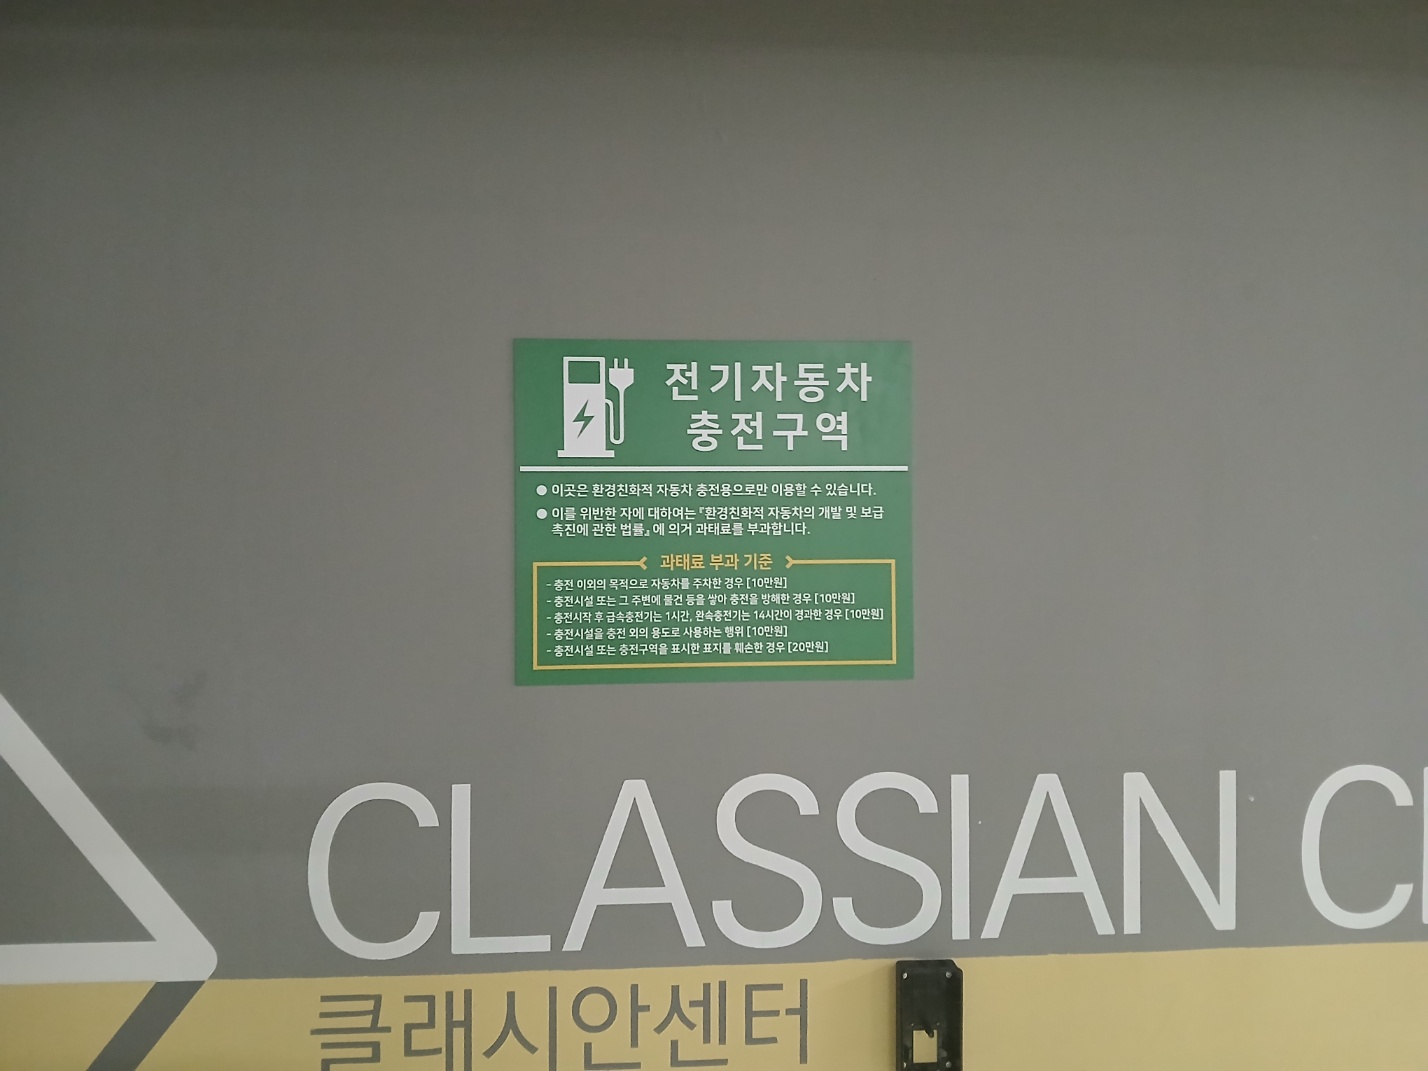 전기자동차
충전구역
● 이곳은 환경친화적 자동차 충전용으로만 이용할 수 있습니다.
● 이를 위반한 자에 대하여는 『환경친화적 자동차의 개발 및 보급
촉진에 관한 법률』에 의거 과태료를 부과합니다.
과태료 부과 기준
- 충전 이외의 목적으로 자동차를 주차한 경우 [10만원]
- 충전시설 또는 그 주변에 물건 등을 쌓아 충전을 방해한 경우 [10만원]
- 충전시작 후 급속충전기는 1시간, 완속충전기는 14시간이 경과한 경우 [10만원]
- 충전시설을 충전 외의 용도로 사용하는 행위 [10만원]
- 충전시설 또는 충전구역을 표시한 표지를 훼손한 경우 [20만원]
CLASSIAN
클래시안센터